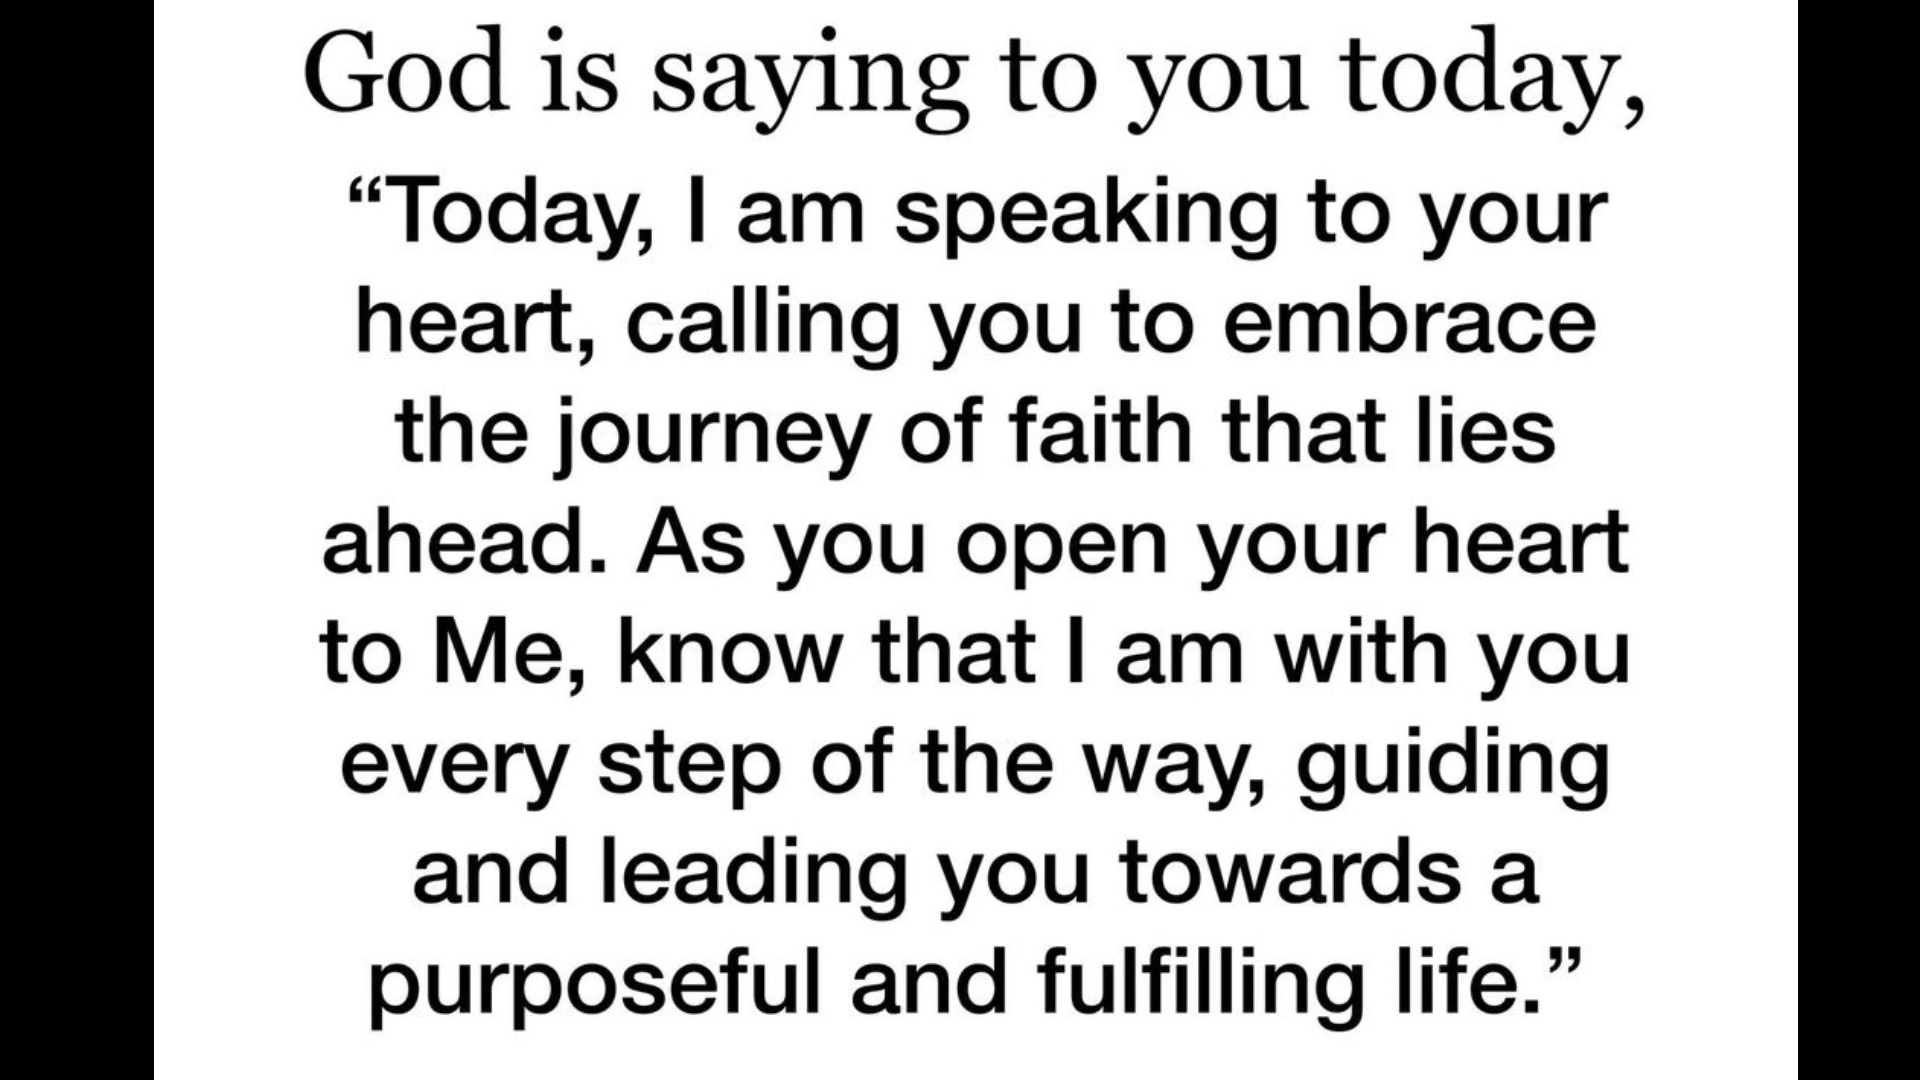 God is saying to you today,
“Today, I am speaking to your
heart, calling you to embrace
the journey of faith that lies
ahead. As you open your heart
to Me, know that I am with you
every step of the way, guiding
and leading you towards a
purposeful and fulfilling life.”